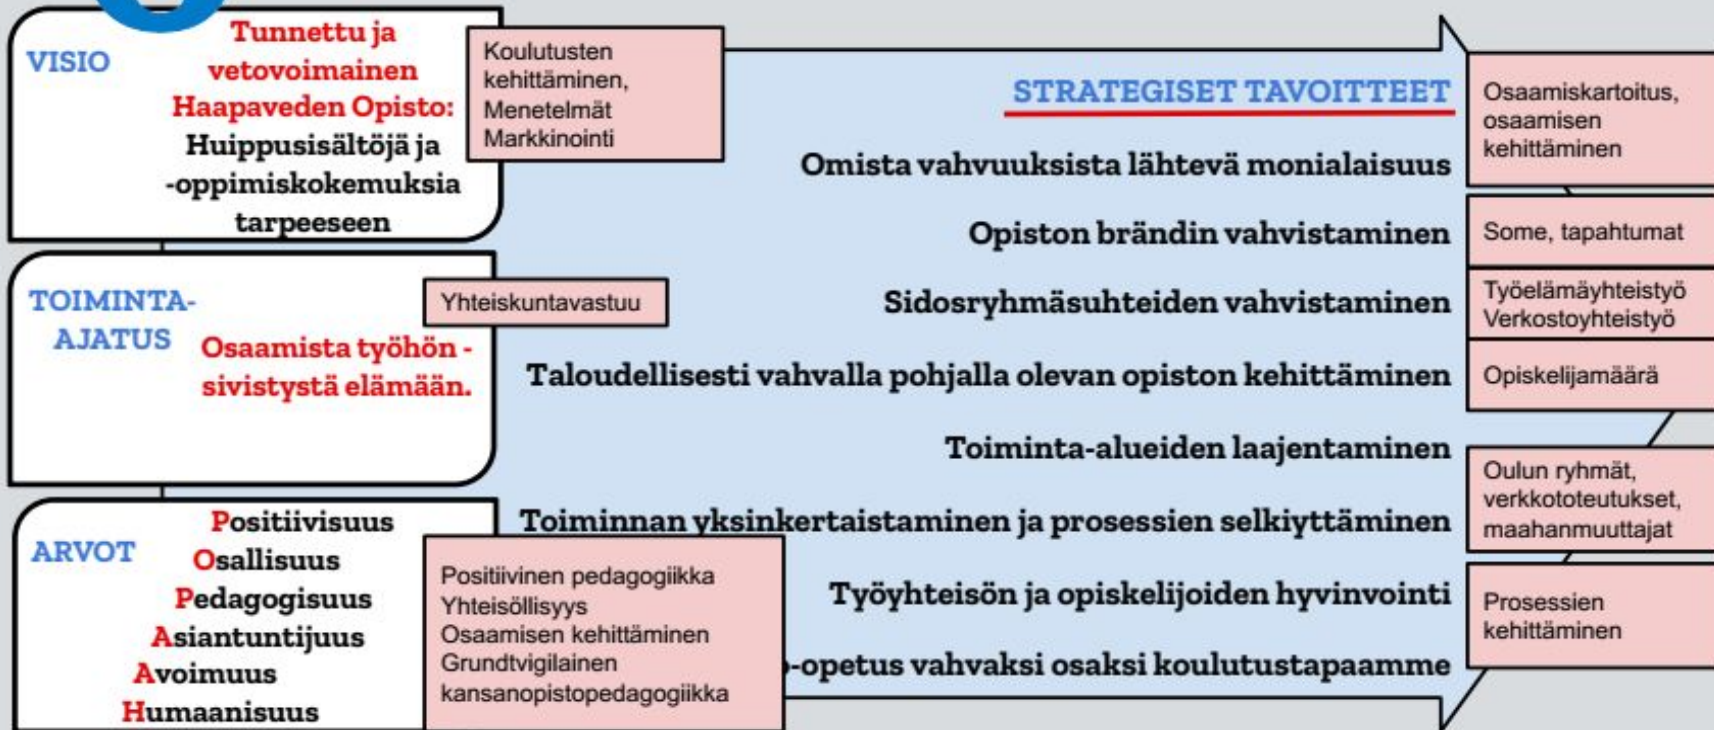 VISIO
Tunnettu ja
vetovoimainen
Haapaveden Opisto:
Huippusisältöjä ja
-oppimiskokemuksia
tarpeeseen
Koulutusten
kehittäminen,
Menetelmät
Markkinointi
TOIMINTA-
AJATUS
Osaamista työhön -
sivistystä elämään.
Yhteiskuntavastuu
ARVOT
Positiivisuus
Osallisuus
Pedagogisuus
Asiantuntijuus
Avoimuus
Humaanisuus
Positiivinen pedagogiikka
Yhteisöllisyys
Osaamisen kehittäminen
Grundtvigilainen
kansanopistopedagogiikka
STRATEGISET TAVOITTEET
Omista vahvuuksista lähtevä monialaisuus
Opiston brändin vahvistaminen
Sidosryhmäsuhteiden vahvistaminen
Taloudellisesti vahvalla pohjalla olevan opiston kehittäminen
Toiminta-alueiden laajentaminen
Toiminnan yksinkertaistaminen ja prosessien selkiyttäminen
Työyhteisön ja opiskelijoiden hyvinvointi
-opetus vahvaksi osaksi koulutustapaamme
Osaamiskartoitus,
osaamisen
kehittäminen
Some, tapahtumat
Työelämäyhteistyö
Verkostoyhteistyö
Opiskelijamäärä
Oulun ryhmät,
verkkototeutukset,
maahanmuuttajat
Prosessien
kehittäminen